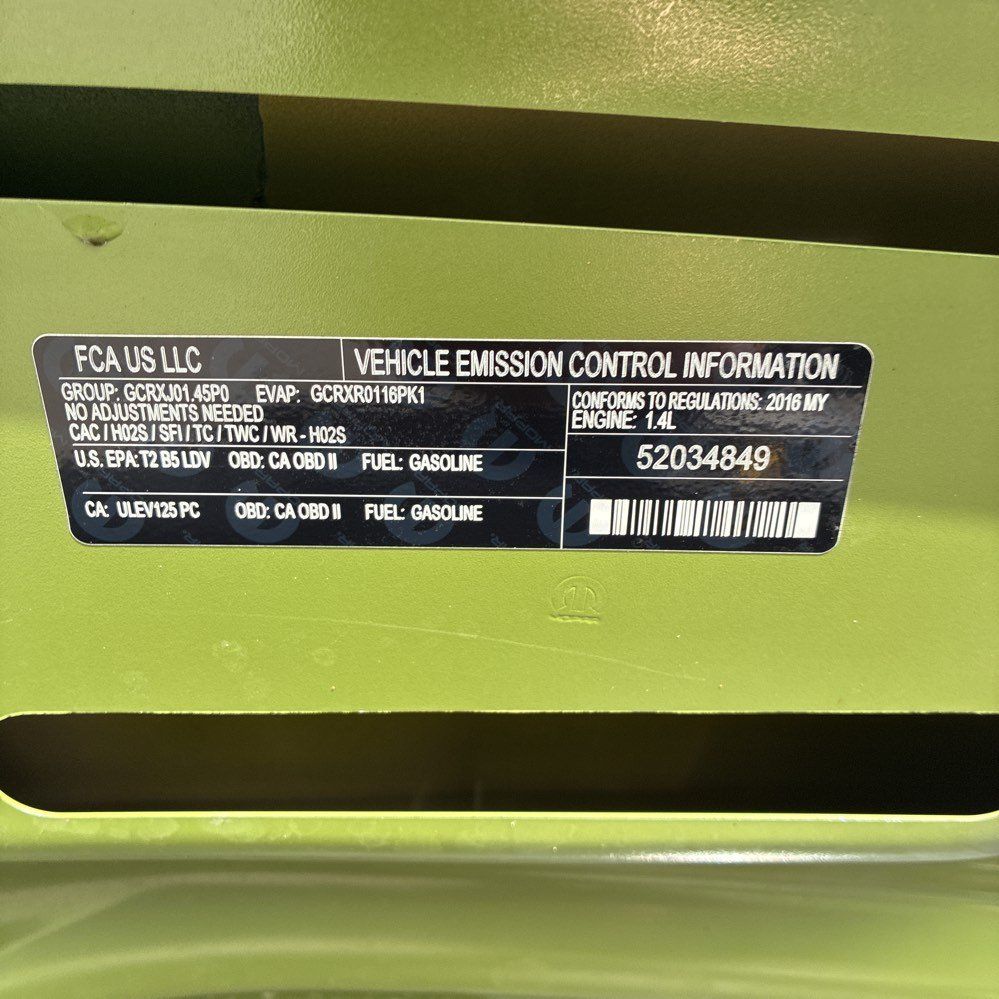 FCA US LLC
VEHICLE EMISSION CONTROL INFORMATION
GROUP: GCRXJ01.45P0 EVAP: GCRXR0116PK1
NO ADJUSTMENTS NEEDED
CAC / H02S / SFI / TC / TWC / WR - H02S
CONFORMS TO REGULATIONS: 2016 MY
ENGINE: 1.4L
U.S. EPA: T2 B5 LDV OBD: CA OBD II FUEL: GASOLINE
52034849
CA: ULEV125 PC OBD: CA OBD II FUEL: GASOLINE